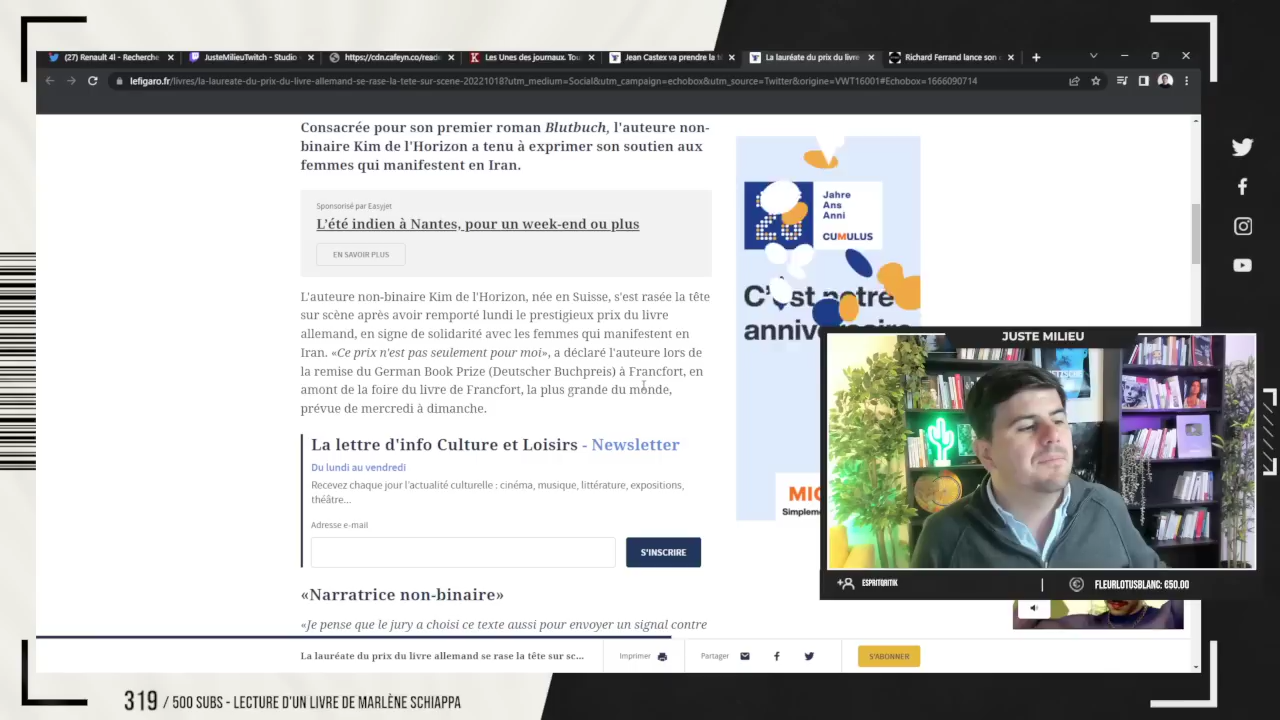 (27) Renault 4l - Recherche
JusteMilieuTwitch - Studio
https://cdn.cafeyn.co/reade
Les Unes des journaux. Tou
Jean Castex va prendre la tê
La lauréate du prix du livre
Richard Ferrand lance son c
lefigaro.fr/livres/la-laureate-du-prix-du-livre-allemand-se-rase-la-tete-sur-scene-20221018?utm_medium=Social&utm_campaign=echobox&utm_source=Twitter&origine=VWT16001#Echobox=1666090714
Consacrée pour son premier roman Blutbuch, l'auteure non-
binaire Kim de l'Horizon a tenu à exprimer son soutien aux
femmes qui manifestent en Iran.
Sponsorisé par Easyjet
L'été indien à Nantes, pour un week-end ou plus
EN SAVOIR PLUS
L'auteure non-binaire Kim de l'Horizon, née en Suisse, s'est rasée la tête
sur scène après avoir remporté lundi le prestigieux prix du livre
allemand, en signe de solidarité avec les femmes qui manifestent en
Iran. «Ce prix n'est pas seulement pour moi», a déclaré l'auteure lors de
la remise du German Book Prize (Deutscher Buchpreis) à Francfort, en
amont de la foire du livre de Francfort, la plus grande du monde,
prévue de mercredi à dimanche.
La lettre d'info Culture et Loisirs - Newsletter
Du lundi au vendredi
Recevez chaque jour l'actualité culturelle : cinéma, musique, littérature, expositions,
théâtre...
Adresse e-mail
S'INSCRIRE
«Narratrice non-binaire»
«Je pense que le jury a choisi ce texte aussi pour envoyer un signal contre
La lauréate du prix du livre allemand se rase la tête sur sc...
Imprimer
Partager
S'ABONNER
Jahre
Ans
Anni
CUMULUS
C'est notre
anniversaire
MIG
Simplement
JUSTE MILIEU
NIETZSCHE
ESPRITQRITIK
FLEURLOTUSBLANC: €50.00
319 / 500 SUBS - LECTURE D'UN LIVRE DE MARLÈNE SCHIAPPA